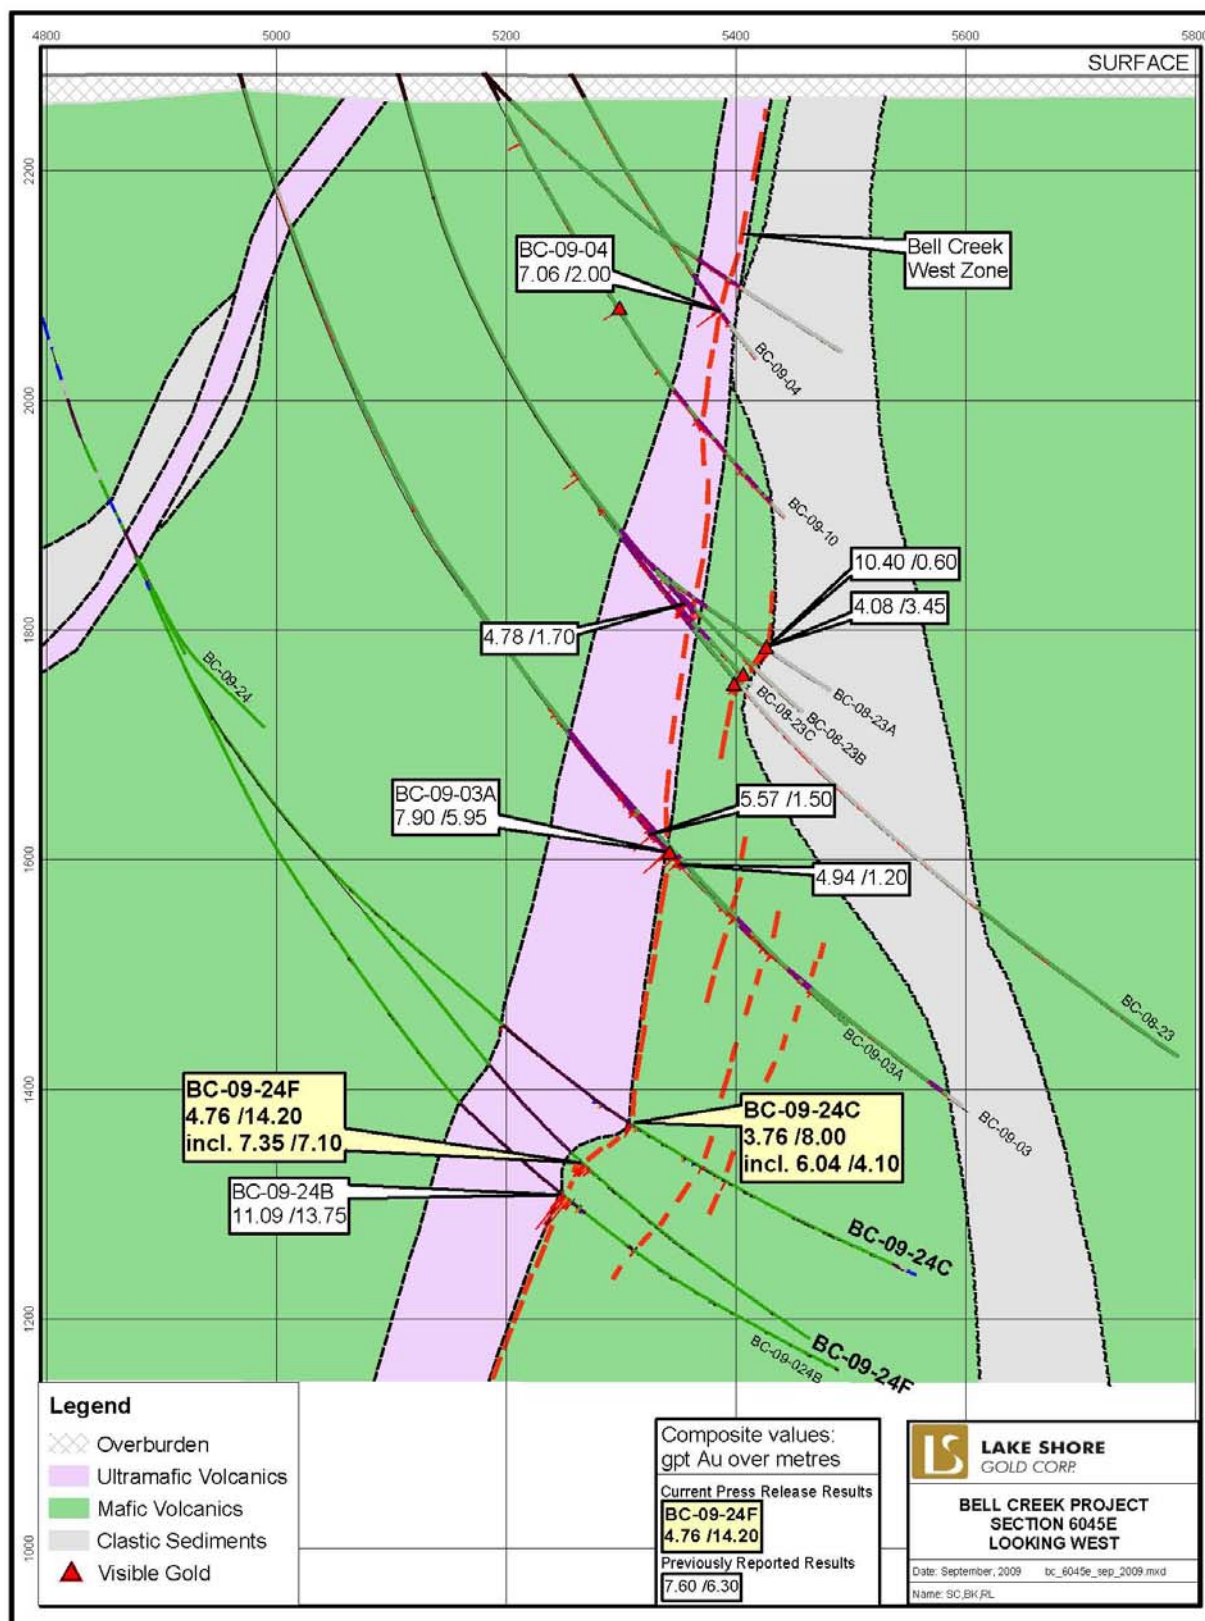 4800
5000
5200
5400
5600
5800
SURFACE
2200
2000
1800
1600
1400
1200
1000
BC-09-04
7.06 /2.00
Bell Creek
West Zone
BC-09-04
BC-09-10
10.40 /0.60
4.08 /3.45
4.78 /1.70
BC-09-24
BC-08-23A
BC-08-23B
BC-08-23C
BC-09-03A
7.90 /5.95
5.57 /1.50
4.94 /1.20
BC-08-23
BC-09-03A
BC-09-03
BC-09-24F
4.76 /14.20
incl. 7.35 /7.10
BC-09-24C
3.76 /8.00
incl. 6.04 /4.10
BC-09-24B
11.09 /13.75
BC-09-24C
BC-09-24F
BC-09-024B
Legend
Overburden
Ultramafic Volcanics
Mafic Volcanics
Clastic Sediments
Visible Gold
Composite values:
gpt Au over metres
Current Press Release Results
BC-09-24F
4.76 /14.20
Previously Reported Results
7.60 /6.30
LS
LAKE SHORE
GOLD CORP.
BELL CREEK PROJECT
SECTION 6045E
LOOKING WEST
Date: September, 2009 bc_6045e_sep_2009.mxd
Name: SC,BK,RL